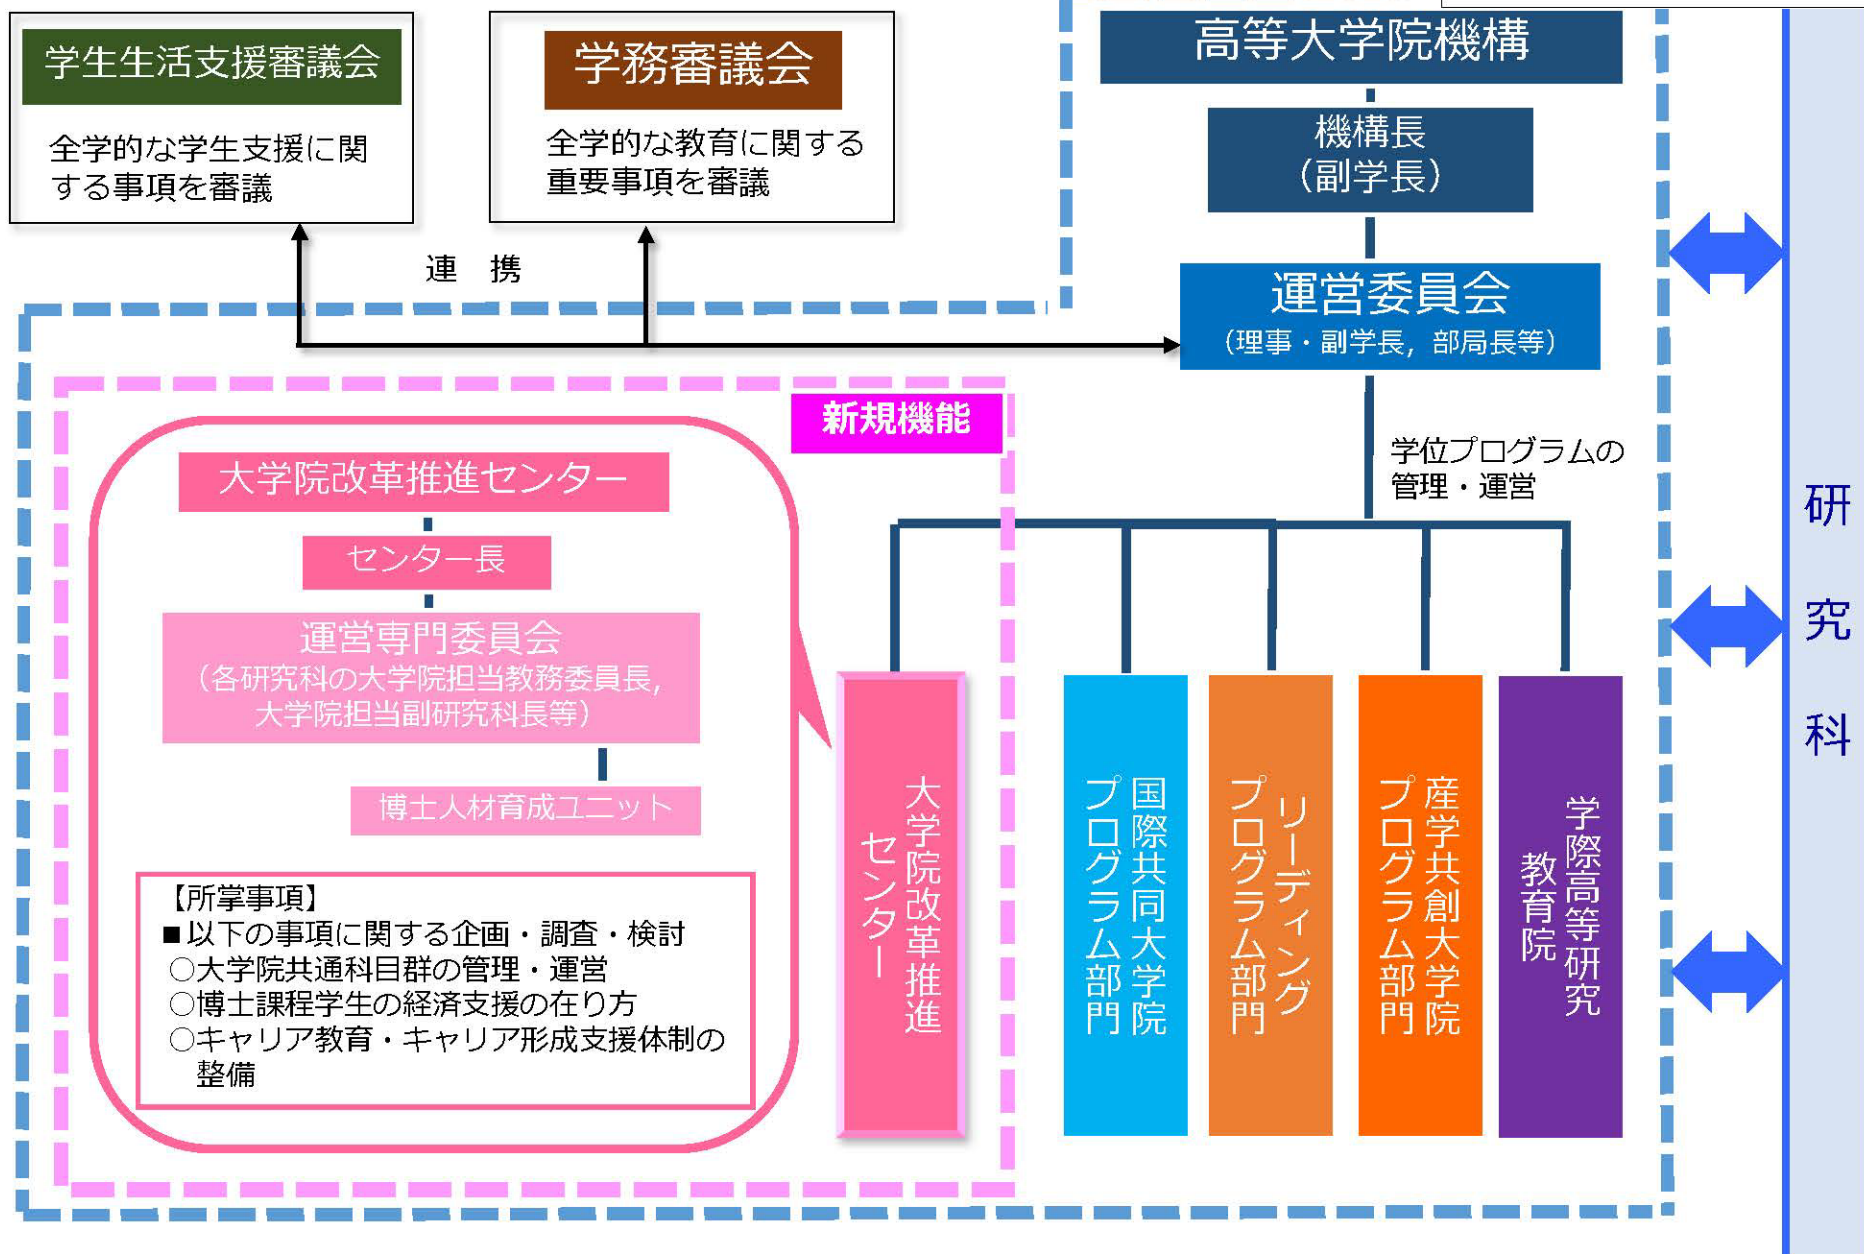 学生生活支援審議会
全学的な学生支援に関
する事項を審議
学務審議会
全学的な教育に関する
重要事項を審議
連　携
高等大学院機構
機構長
（副学長）
運営委員会
（理事・副学長，部局長等）
学位プログラムの
管理・運営
新規機能
大学院改革推進センター
センター長
運営専門委員会
（各研究科の大学院担当教務委員長，
大学院担当副研究科長等）
博士人材育成ユニット
【所掌事項】
■以下の事項に関する企画・調査・検討
○大学院共通科目群の管理・運営
○博士課程学生の経済支援の在り方
○キャリア教育・キャリア形成支援体制の
整備
大学院改革推進
センター
国際共同大学院
プログラム部門
リーディング
プログラム部門
産学共創大学院
プログラム部門
学際高等研究
教育院
研究科